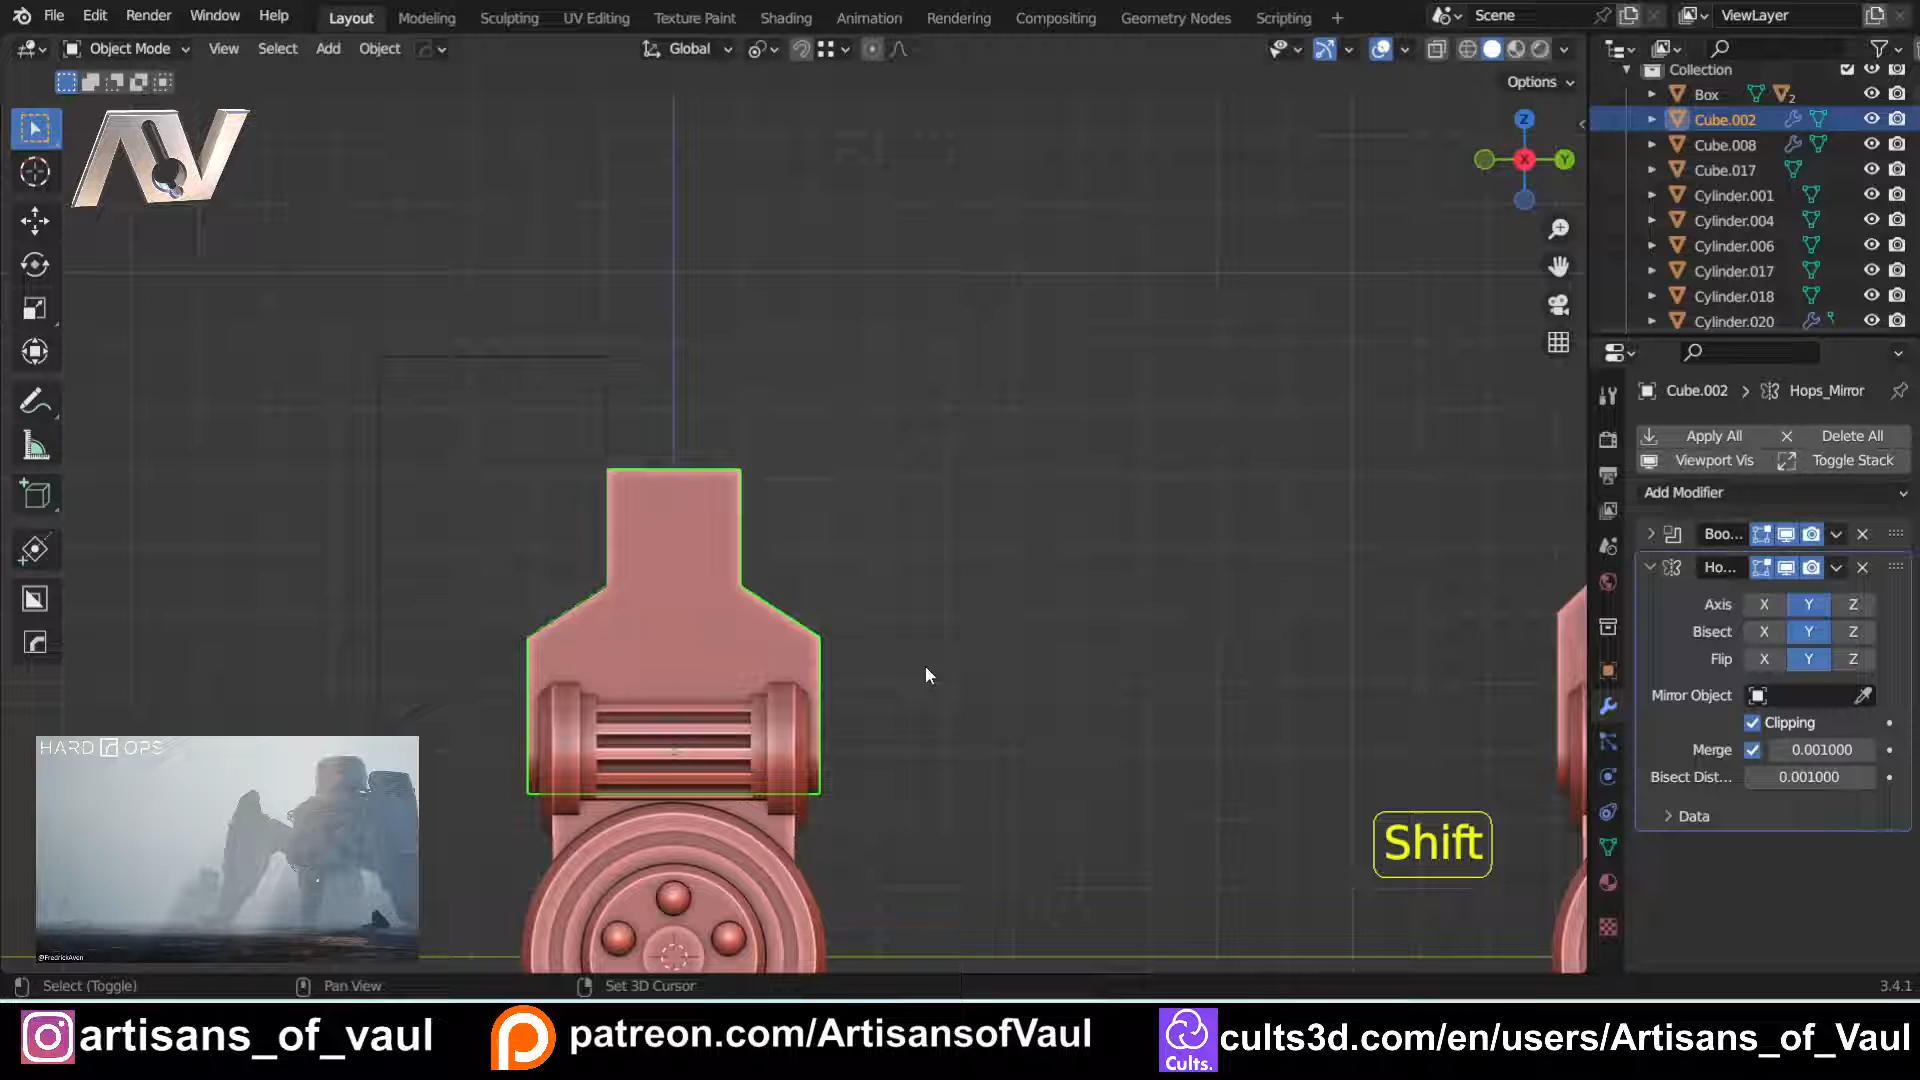 File Edit Render Window Help Layout Modeling Sculpting UV Editing Texture Paint Shading Animation Rendering Compositing Geometry Nodes Scripting + Scene ViewLayer
Object Mode View Select Add Object Global
Options
Collection
Box 2
Cube.002
Cube.008
Cube.017
Cylinder.001
Cylinder.004
Cylinder.006
Cylinder.017
Cylinder.018
Cylinder.020
Z
X
Y
AV
Cube.002 > Hops_Mirror
Apply All Delete All
Viewport Vis Toggle Stack
Add Modifier
Boo...
Ho...
Axis X Y Z
Bisect X Y Z
Flip X Y Z
Mirror Object
Clipping
Merge 0.001000
Bisect Dist... 0.001000
Data
HARD OPS
@FredrickAven
Shift
Select (Toggle) Pan View Set 3D Cursor 3.4.1
artisans_of_vaul patreon.com/ArtisansofVaul Cults. cults3d.com/en/users/Artisans_of_Vaul